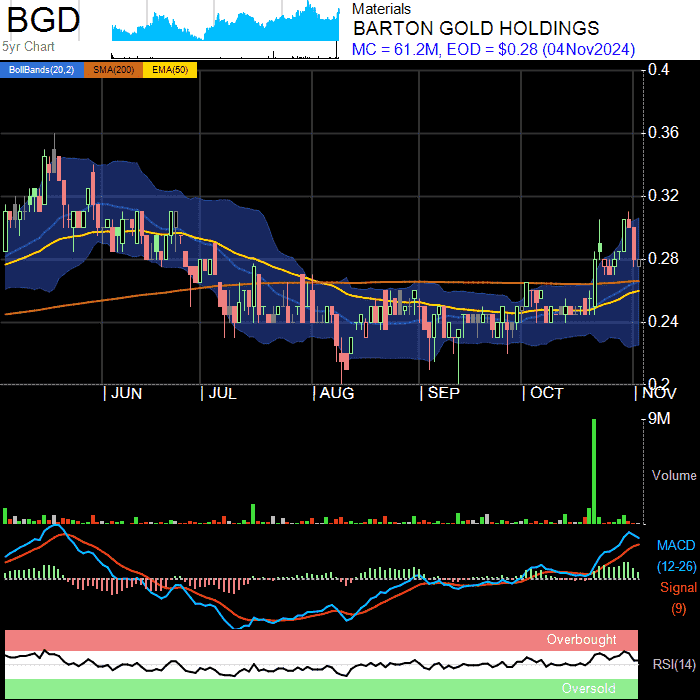 BGD
5yr Chart
Materials
BARTON GOLD HOLDINGS
MC = 61.2M, EOD = $0.28 (04Nov2024)
BollBands(20,2) SMA(200) EMA(50)
0.4
0.36
0.32
0.28
0.24
0.2
JUN JUL AUG SEP OCT NOV
9M
Volume
MACD
(12-26)
Signal
(9)
Overbought
RSI(14)
Oversold